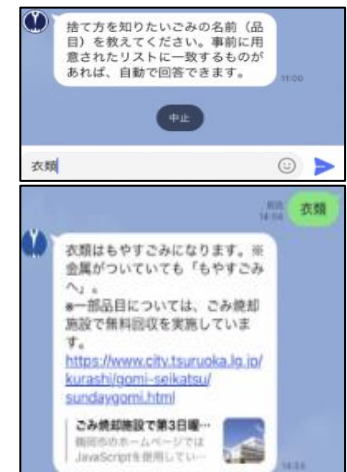 捨て方を知りたいごみの名前（品
目）を教えてください。事前に用
意されたリストに一致するものが
あれば、自動で回答できます。
11:00
中止
衣類
既読
14:34
衣類
衣類はもやすごみになります。※
金属がついていても「もやすごみ
へ」。
※一部品目については、ごみ焼却
施設で無料回収を実施していま
す。
https://www.city.tsuruoka.lg.jp/
kurashi/gomi-seikatsu/
sundaygomi.html
ごみ焼却施設で第3日曜…
鶴岡市のホームページでは
JavaScriptを使用してい…
14:34